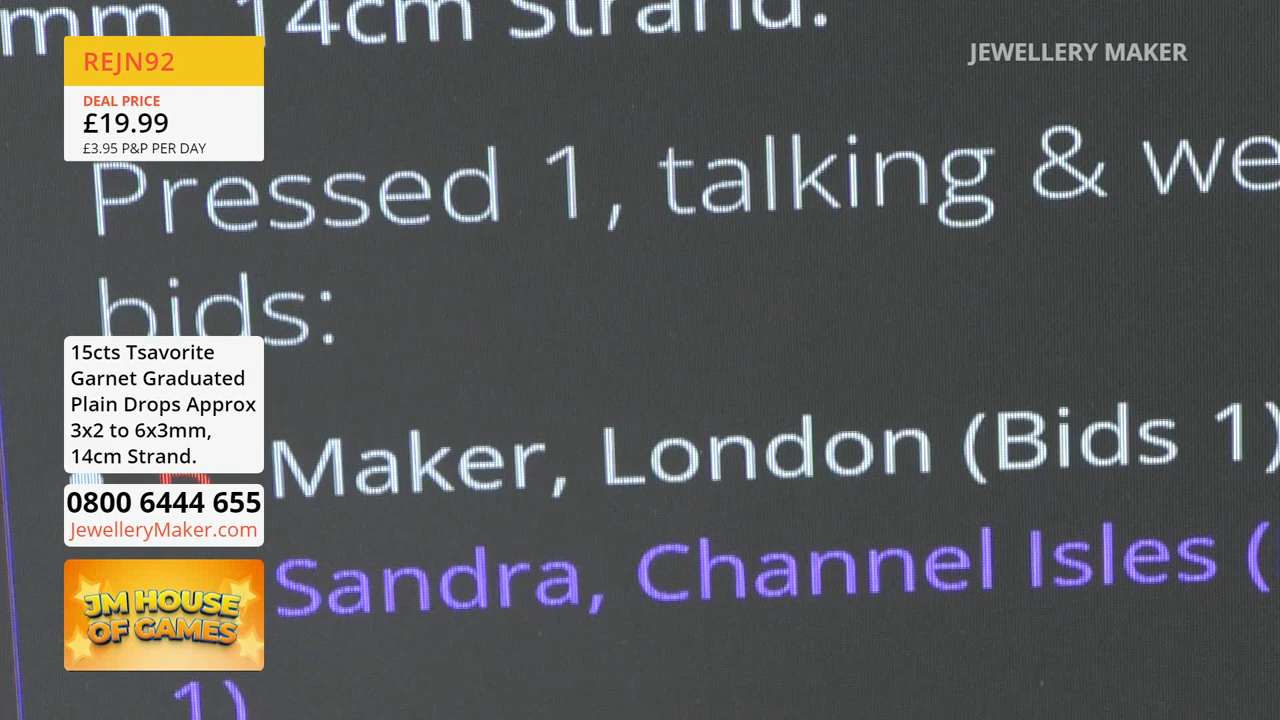 mm, 14cm Strand.
JEWELLERY MAKER
REJN92
DEAL PRICE
£19.99
£3.95 P&P PER DAY
Pressed 1, talking & we
bids:
15cts Tsavorite
Garnet Graduated
Plain Drops Approx
3x2 to 6x3mm,
14cm Strand.
Maker, London (Bids 1)
0800 6444 655
JewelleryMaker.com
Sandra, Channel Isles (
JM HOUSE
OF GAMES
1)